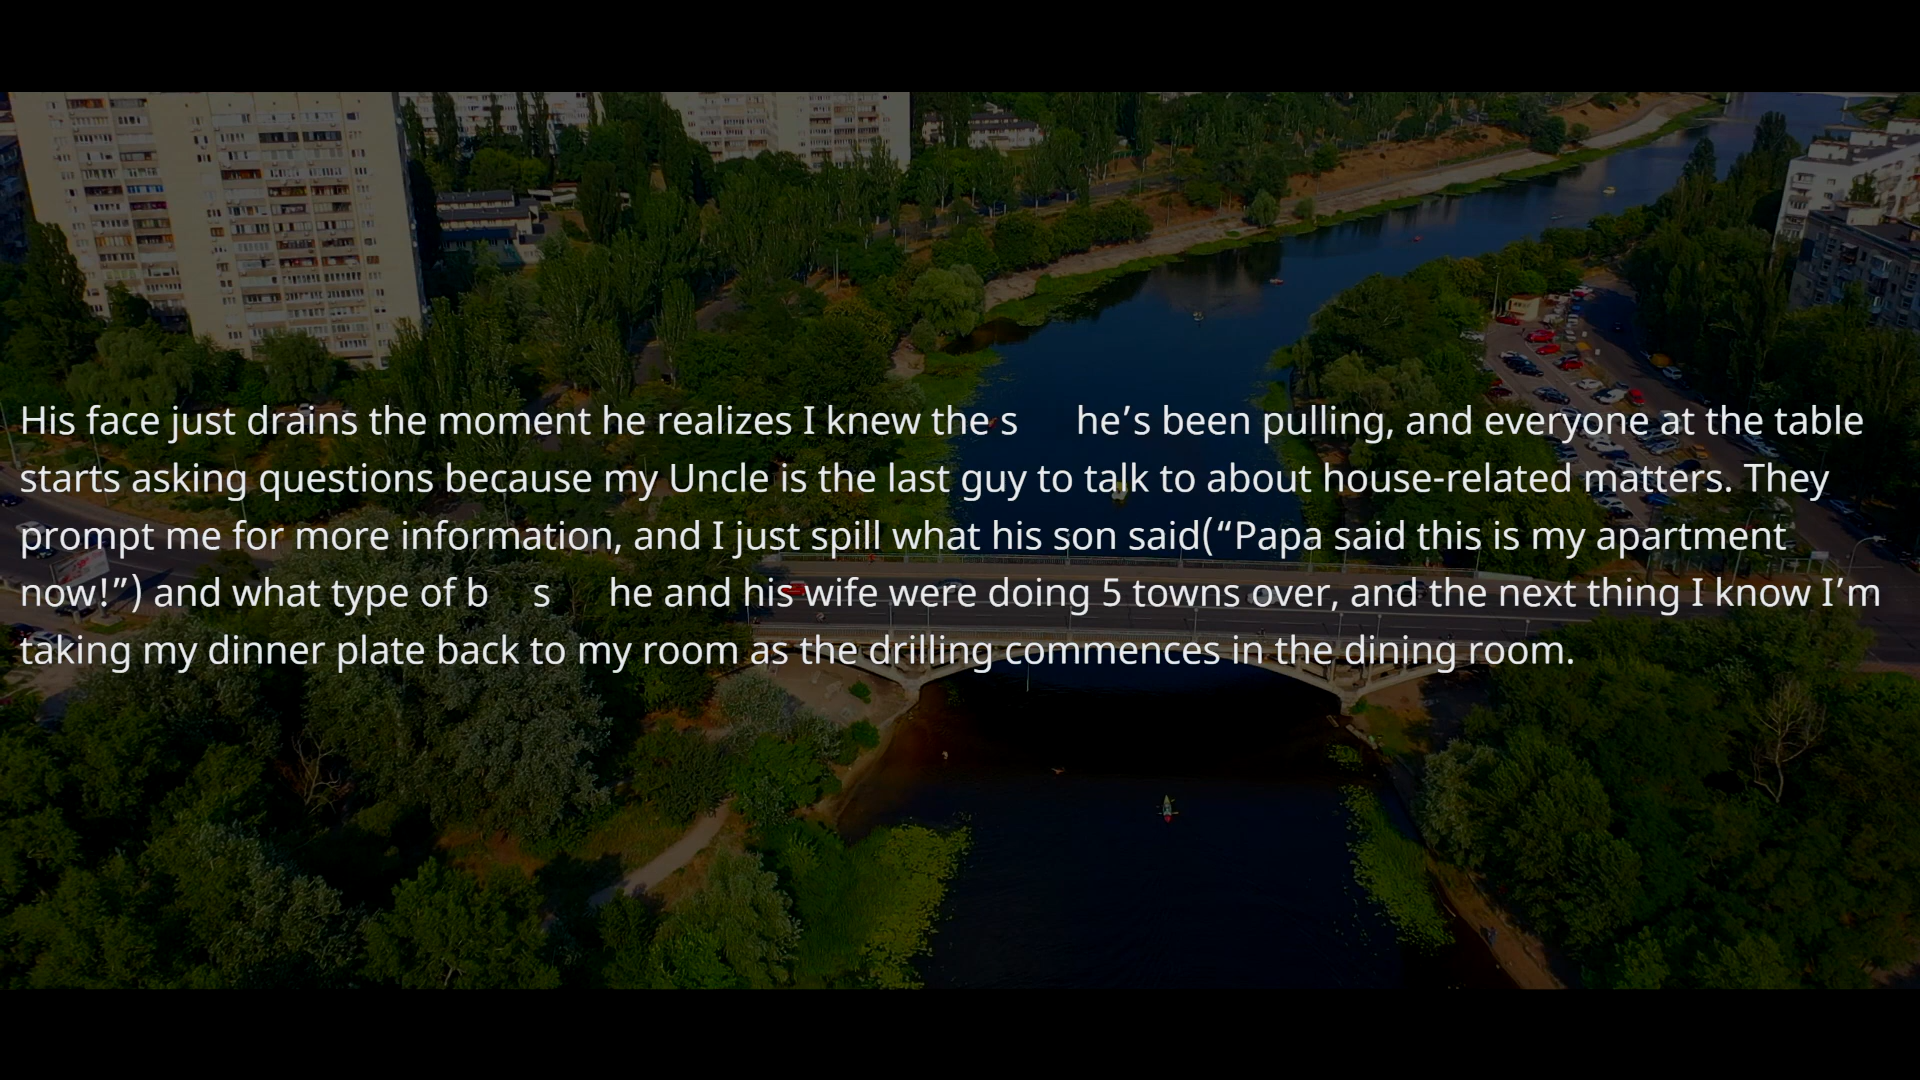 His face just drains the moment he realizes I knew the s he’s been pulling, and everyone at the table
starts asking questions because my Uncle is the last guy to talk to about house-related matters. They
prompt me for more information, and I just spill what his son said(“Papa said this is my apartment
now!”) and what type of b s he and his wife were doing 5 towns over, and the next thing I know I’m
taking my dinner plate back to my room as the drilling commences in the dining room.